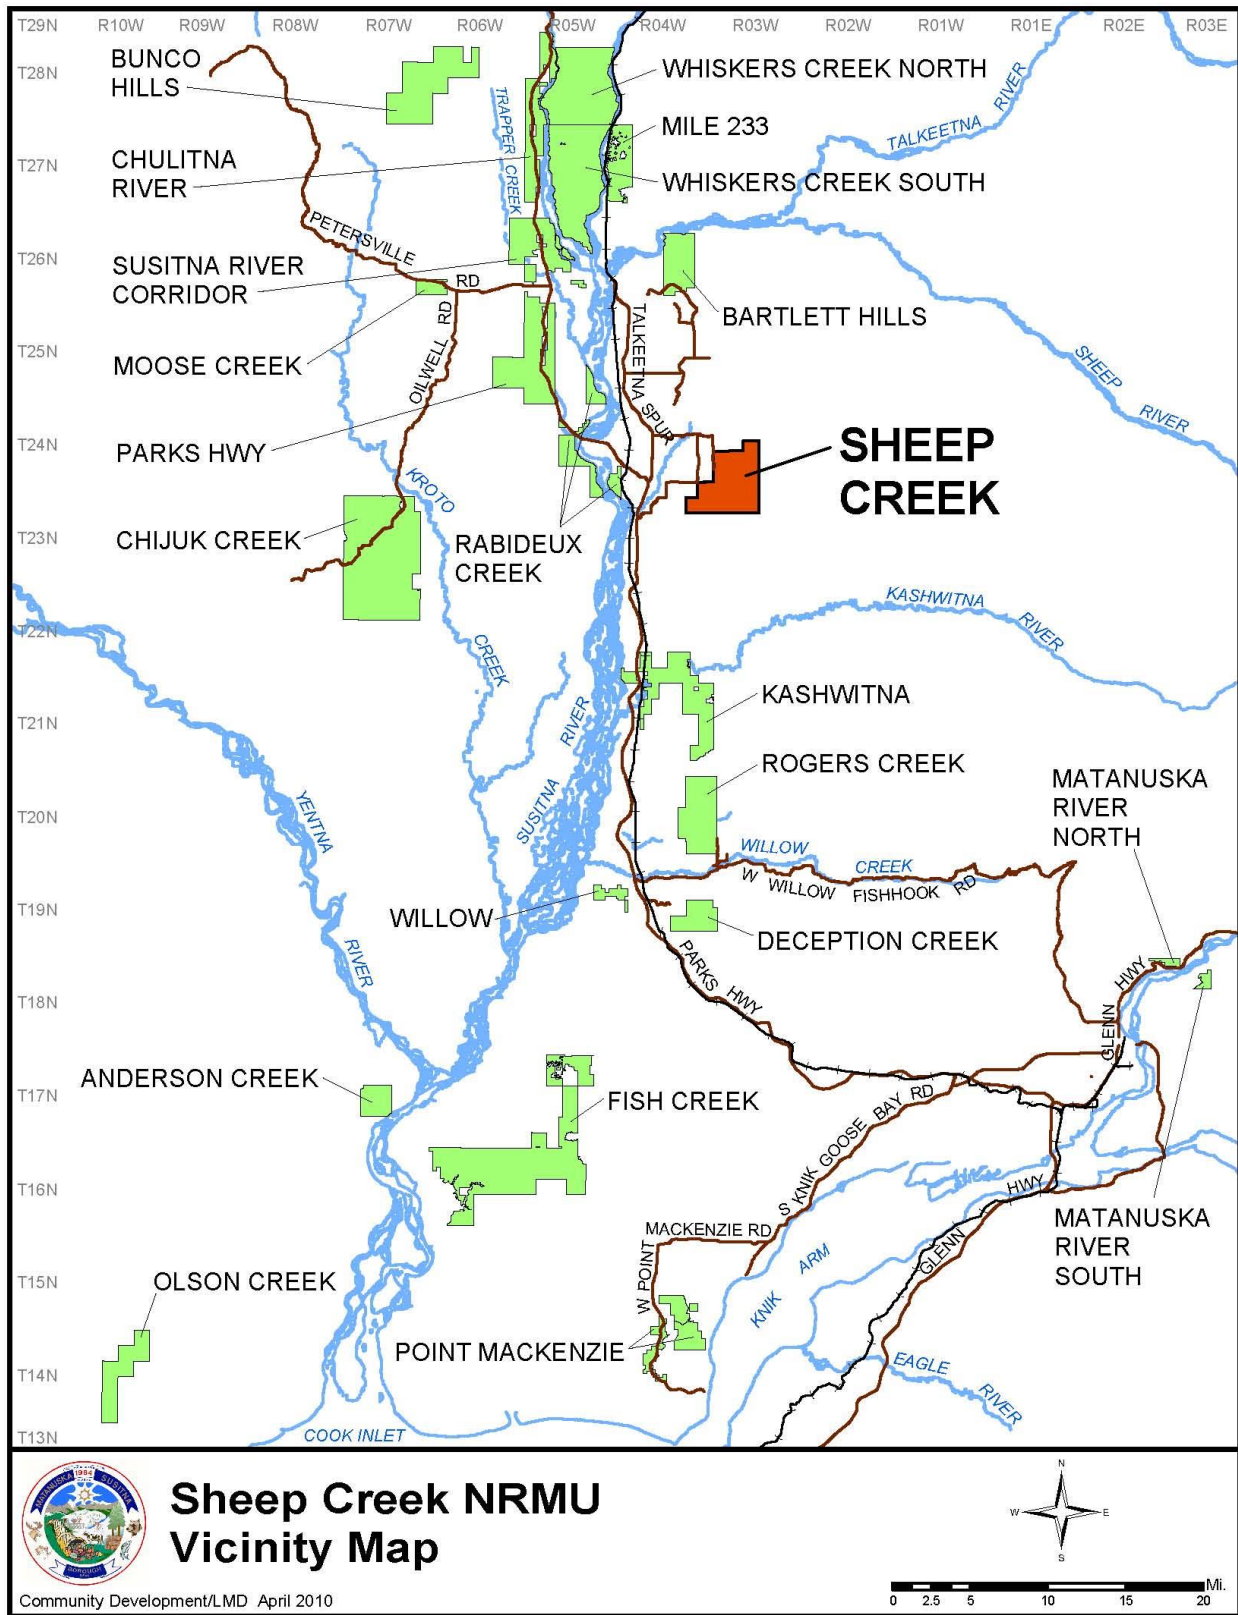 T29N R10W R09W R08W R07W R06W R05W R04W R03W R02W R01W R01E R02E R03E
BUNCO
HILLS
WHISKERS CREEK NORTH
T28N
TRAPPER CREEK
TALKEETNA RIVER
MILE 233
CHULITNA
RIVER
T27N
WHISKERS CREEK SOUTH
PETERSVILLE RD
SUSITNA RIVER
CORRIDOR
T26N
BARTLETT HILLS
OILWELL RD
TALKEETNA SPUR
MOOSE CREEK
T25N
SHEEP RIVER
PARKS HWY
T24N
SHEEP
CREEK
KROTO CREEK
CHIJUK CREEK
T23N
RABIDEUX
CREEK
KASHWITNA RIVER
T22N
KASHWITNA
T21N
SUSITNA RIVER
ROGERS CREEK
MATANUSKA
RIVER
NORTH
YENTNA RIVER
T20N
WILLOW CREEK
W WILLOW FISHHOOK RD
T19N
WILLOW
DECEPTION CREEK
PARKS HWY
GLENN HWY
T18N
ANDERSON CREEK
T17N
FISH CREEK
S KNIK GOOSE BAY RD
T16N
GLENN HWY
MATANUSKA
RIVER
SOUTH
W POINT MACKENZIE RD
KNIK ARM
T15N
OLSON CREEK
POINT MACKENZIE
T14N
EAGLE RIVER
T13N
COOK INLET
MATANUSKA SUSITNA
1964
BOROUGH
Sheep Creek NRMU
Vicinity Map
Community Development/LMD April 2010
N
W E
S
0 2.5 5 10 15 20 Mi.